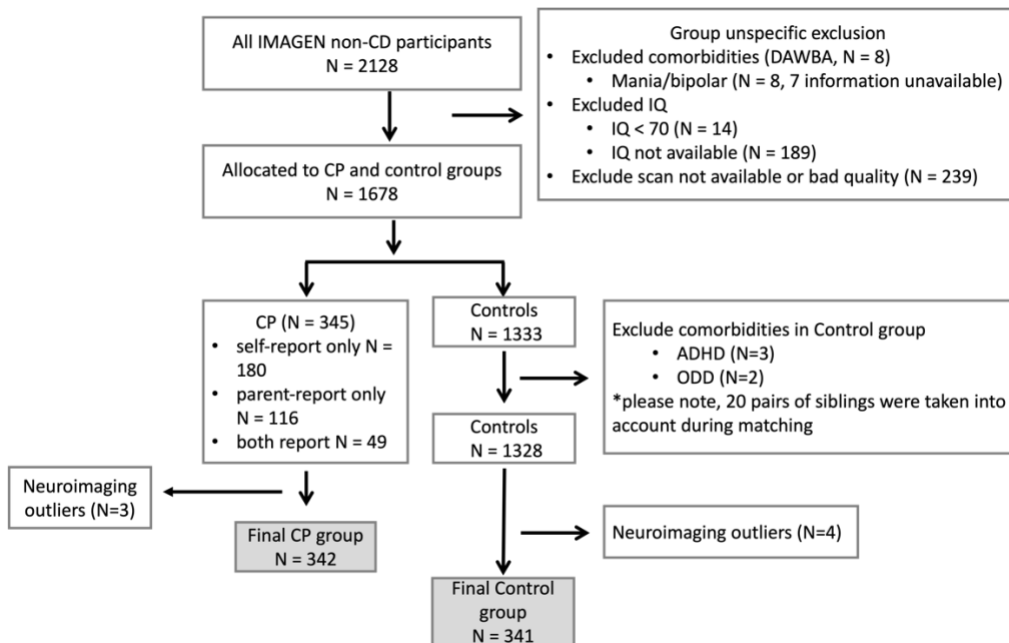 All IMAGEN non-CD participants
N = 2128
Group unspecific exclusion
• Excluded comorbidities (DAWBA, N = 8)
• Mania/bipolar (N = 8, 7 information unavailable)
• Excluded IQ
• IQ < 70 (N = 14)
• IQ not available (N = 189)
• Exclude scan not available or bad quality (N = 239)
Allocated to CP and control groups
N = 1678
CP (N = 345)
• self-report only N =
180
• parent-report only
N = 116
• both report N = 49
Controls
N = 1333
Exclude comorbidities in Control group
• ADHD (N=3)
• ODD (N=2)
*please note, 20 pairs of siblings were taken into
account during matching
Controls
N = 1328
Neuroimaging
outliers (N=3)
Final CP group
N = 342
Neuroimaging outliers (N=4)
Final Control
group
N = 341